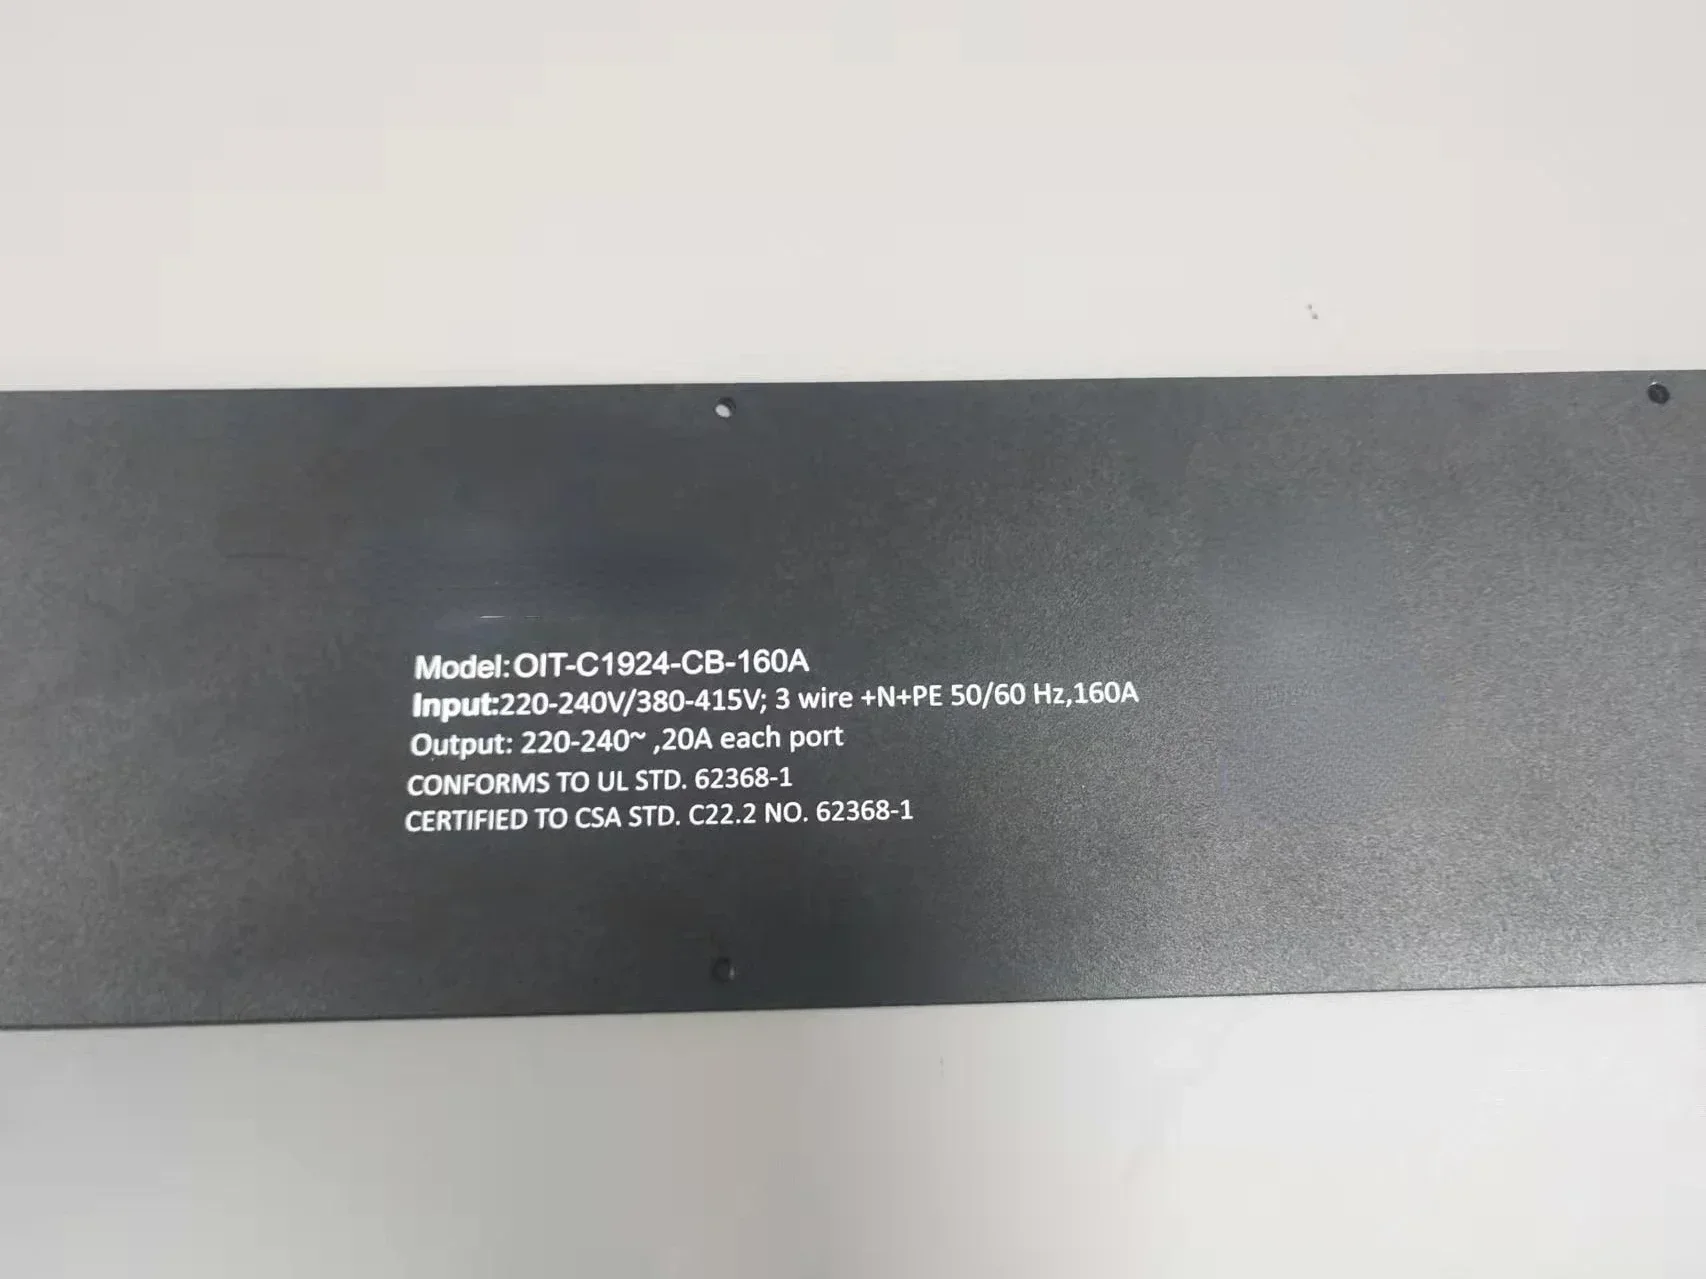 Model:OIT-C1924-CB-160A
Input:220-240V/380-415V; 3 wire +N+PE 50/60 Hz,160A
Output: 220-240~ ,20A each port
CONFORMS TO UL STD. 62368-1
CERTIFIED TO CSA STD. C22.2 NO. 62368-1